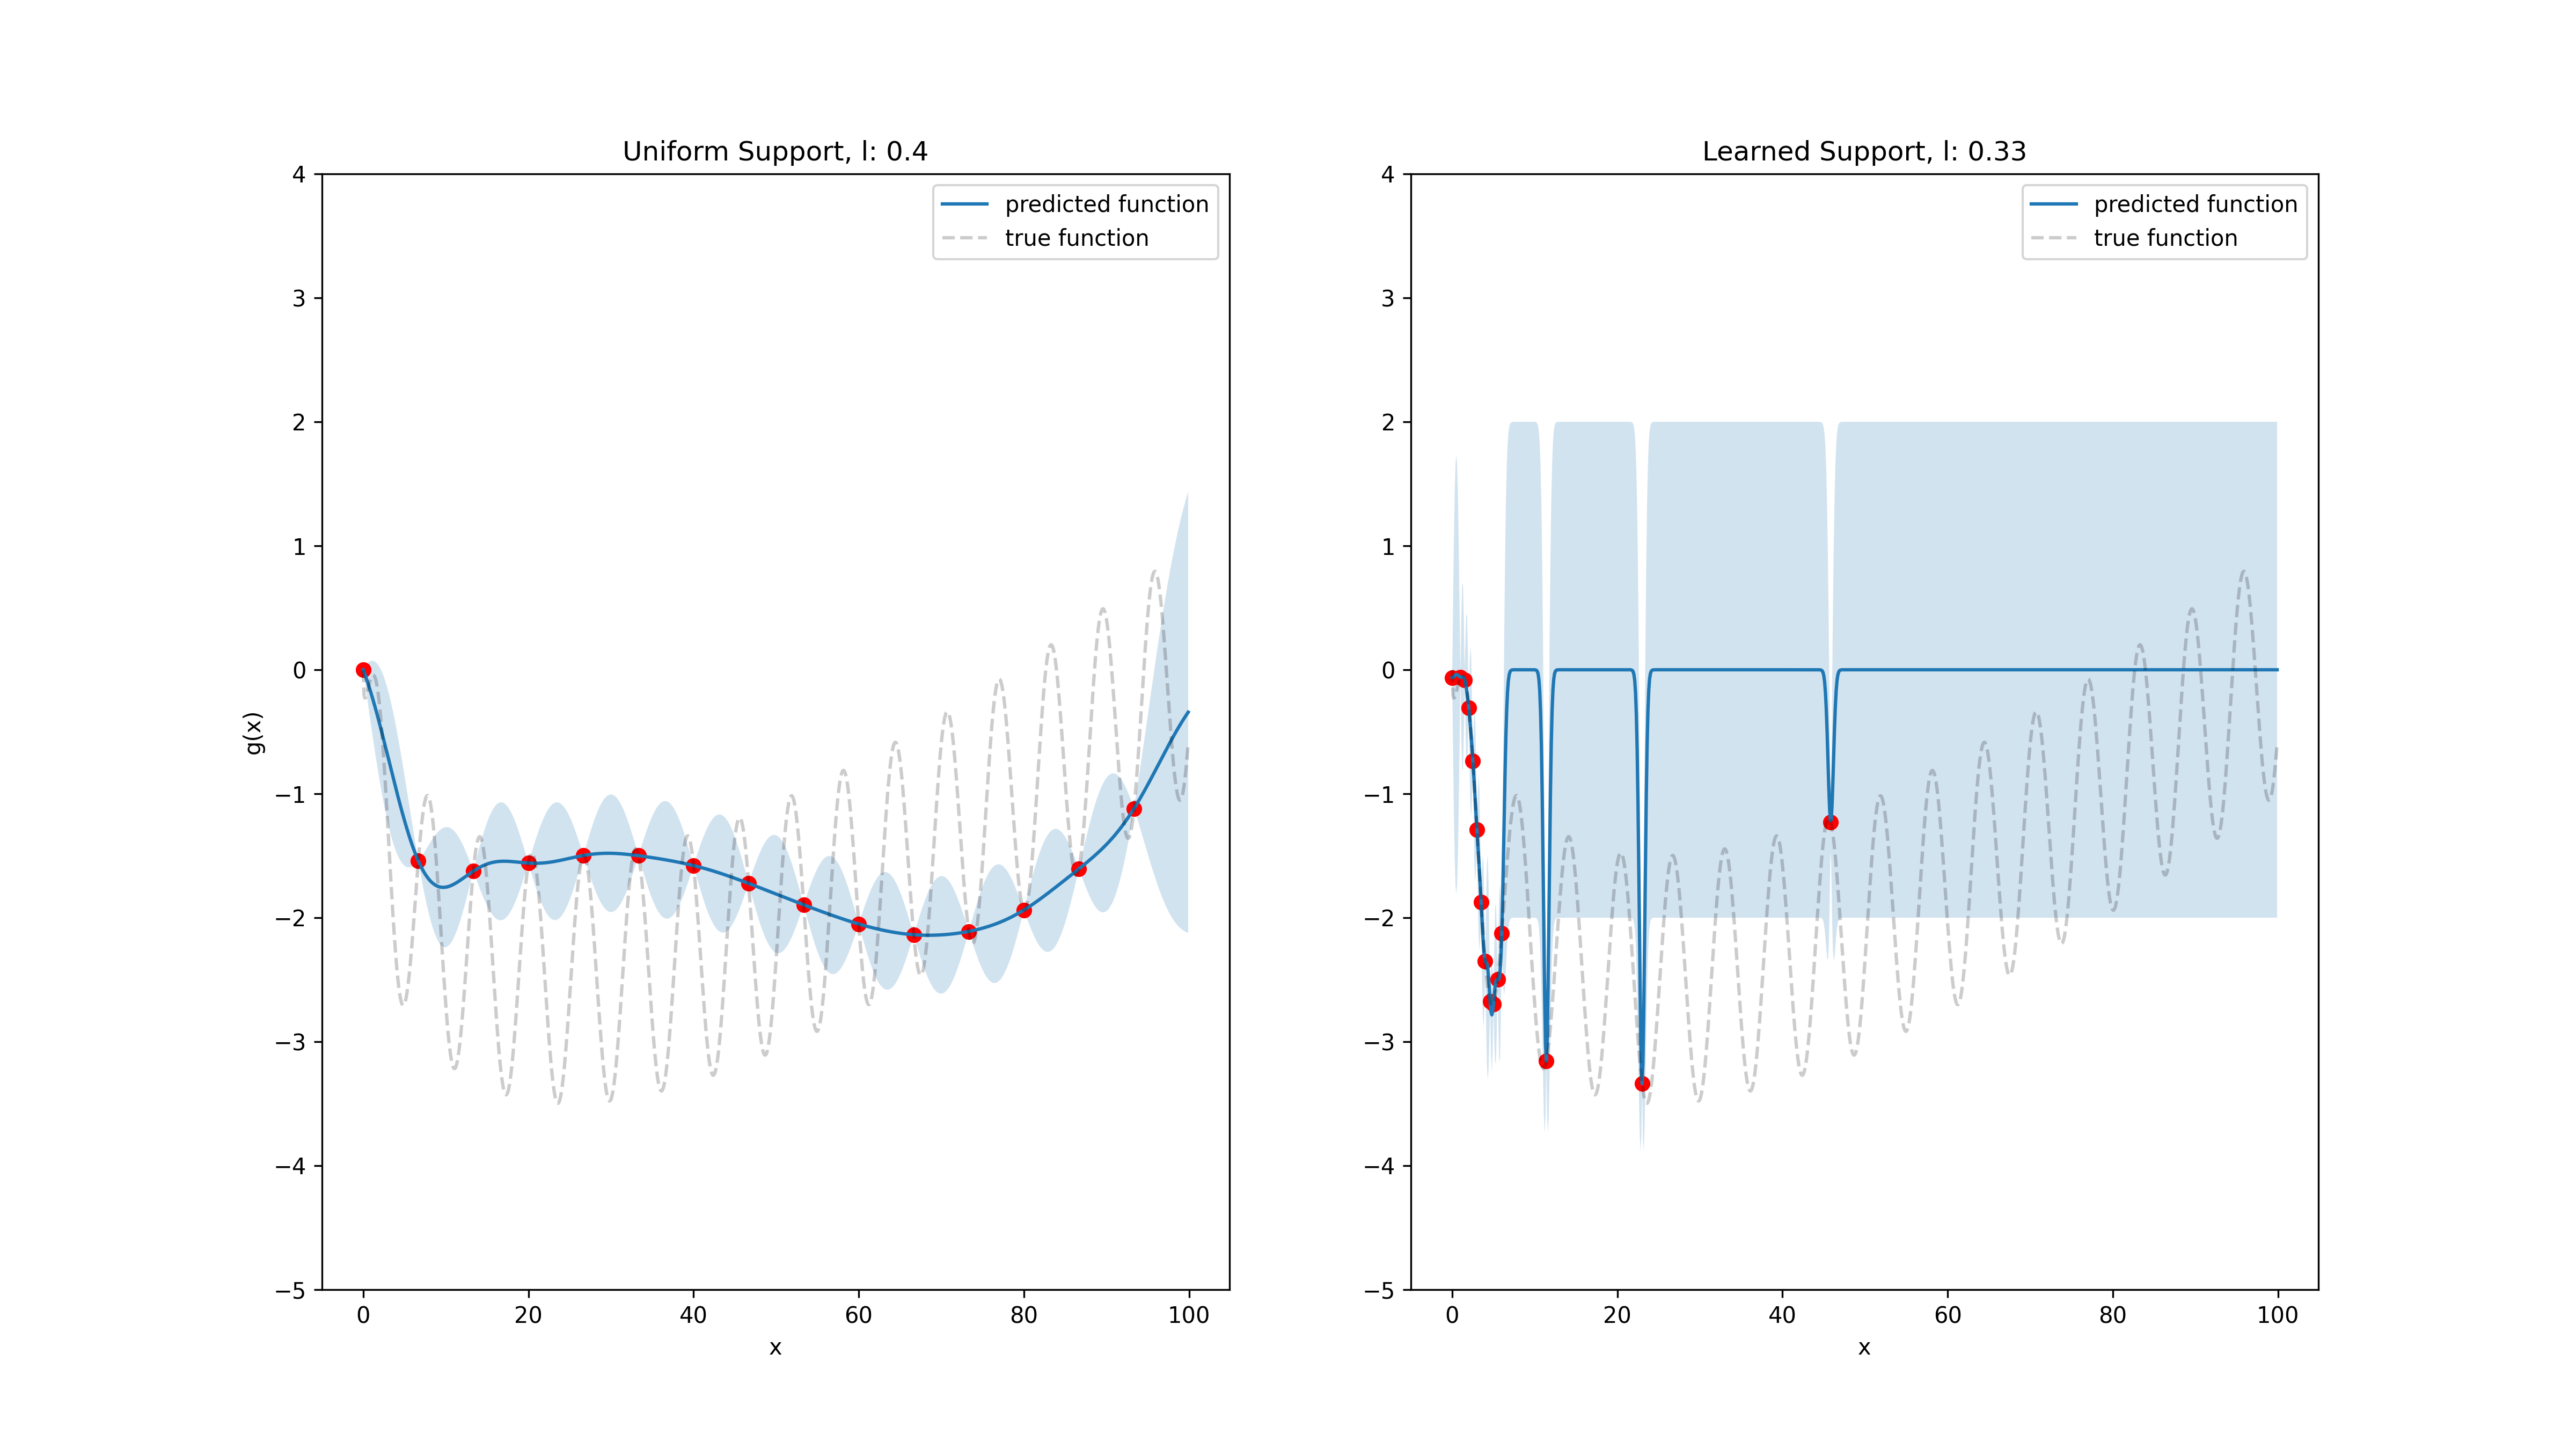 Uniform Support, l: 0.4
predicted function
true function
4
3
2
1
0
−1
−2
−3
−4
−5
g(x)
0 20 40 60 80 100
x
Learned Support, l: 0.33
predicted function
true function
4
3
2
1
0
−1
−2
−3
−4
−5
0 20 40 60 80 100
x